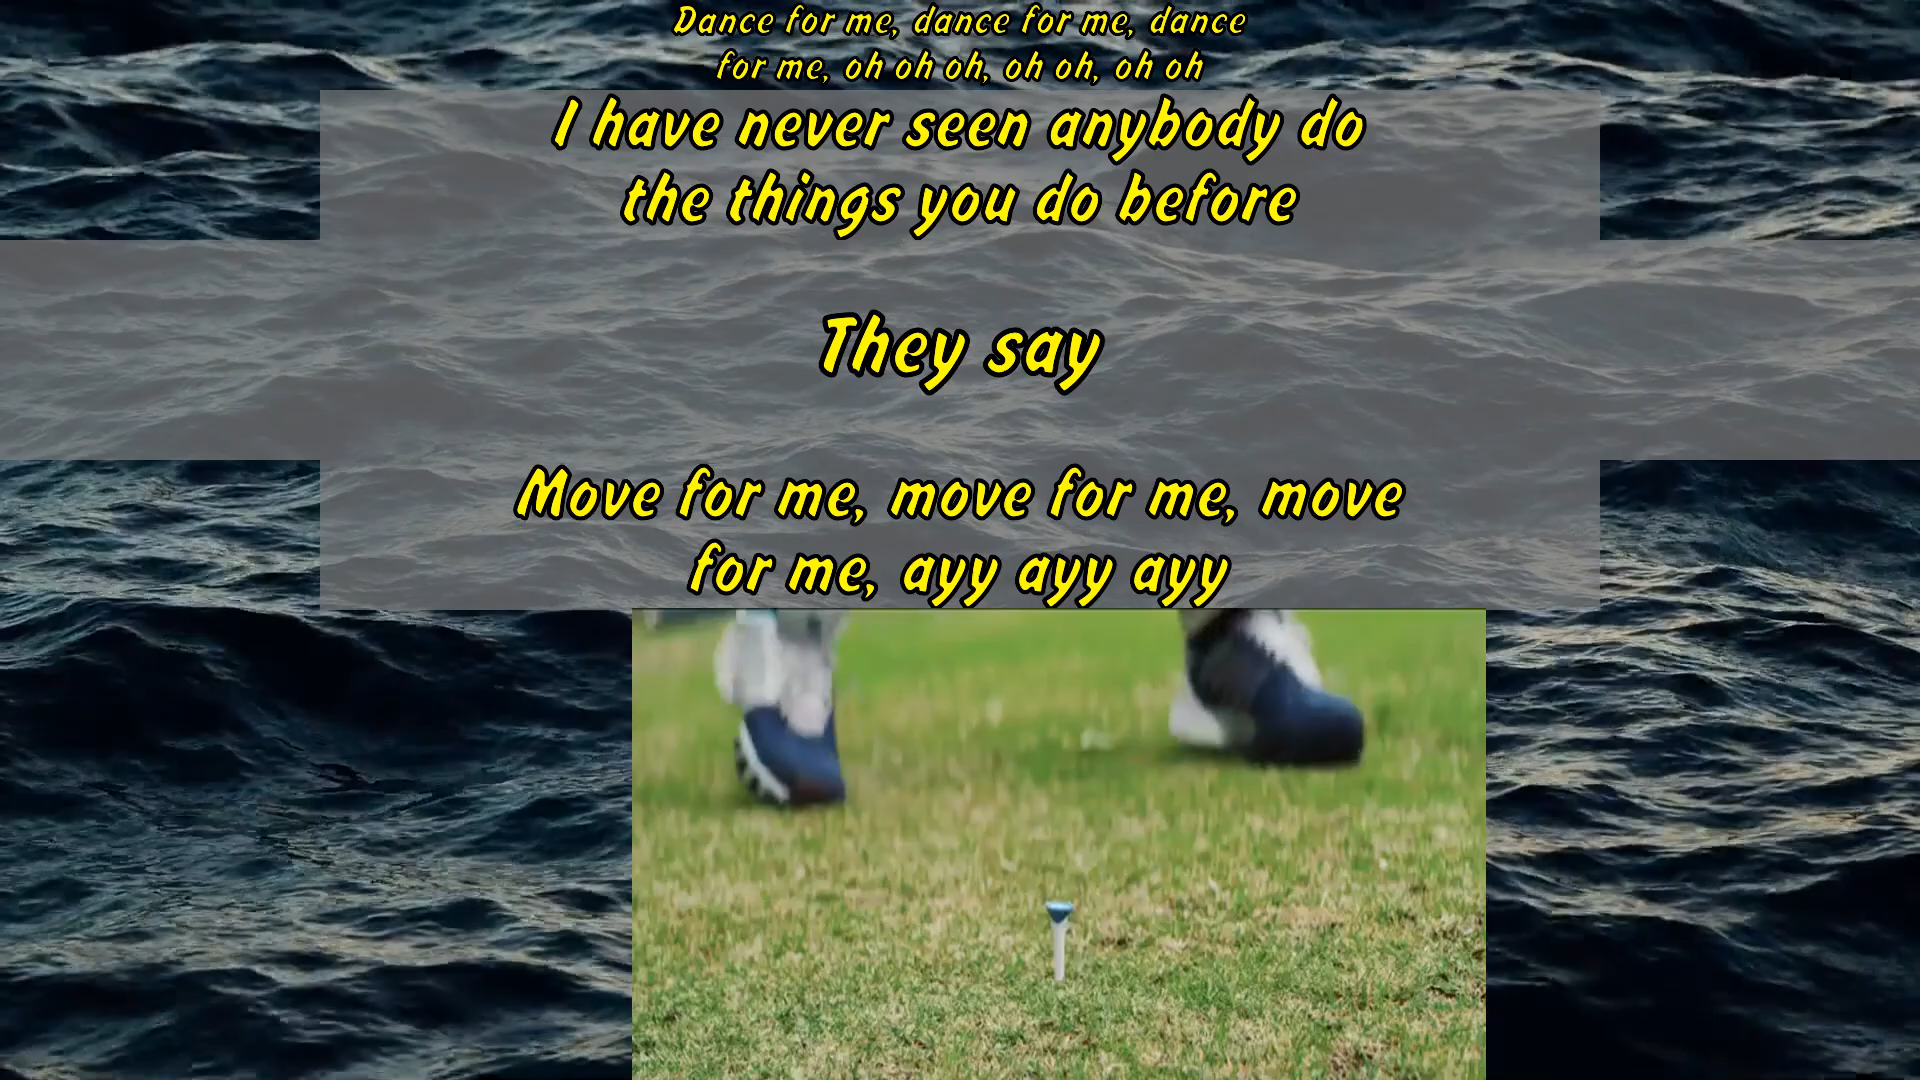 Dance for me, dance for me, dance
for me, oh oh oh, oh oh, oh oh
I have never seen anybody do
the things you do before
They say
Move for me, move for me, move
for me, ayy ayy ayy